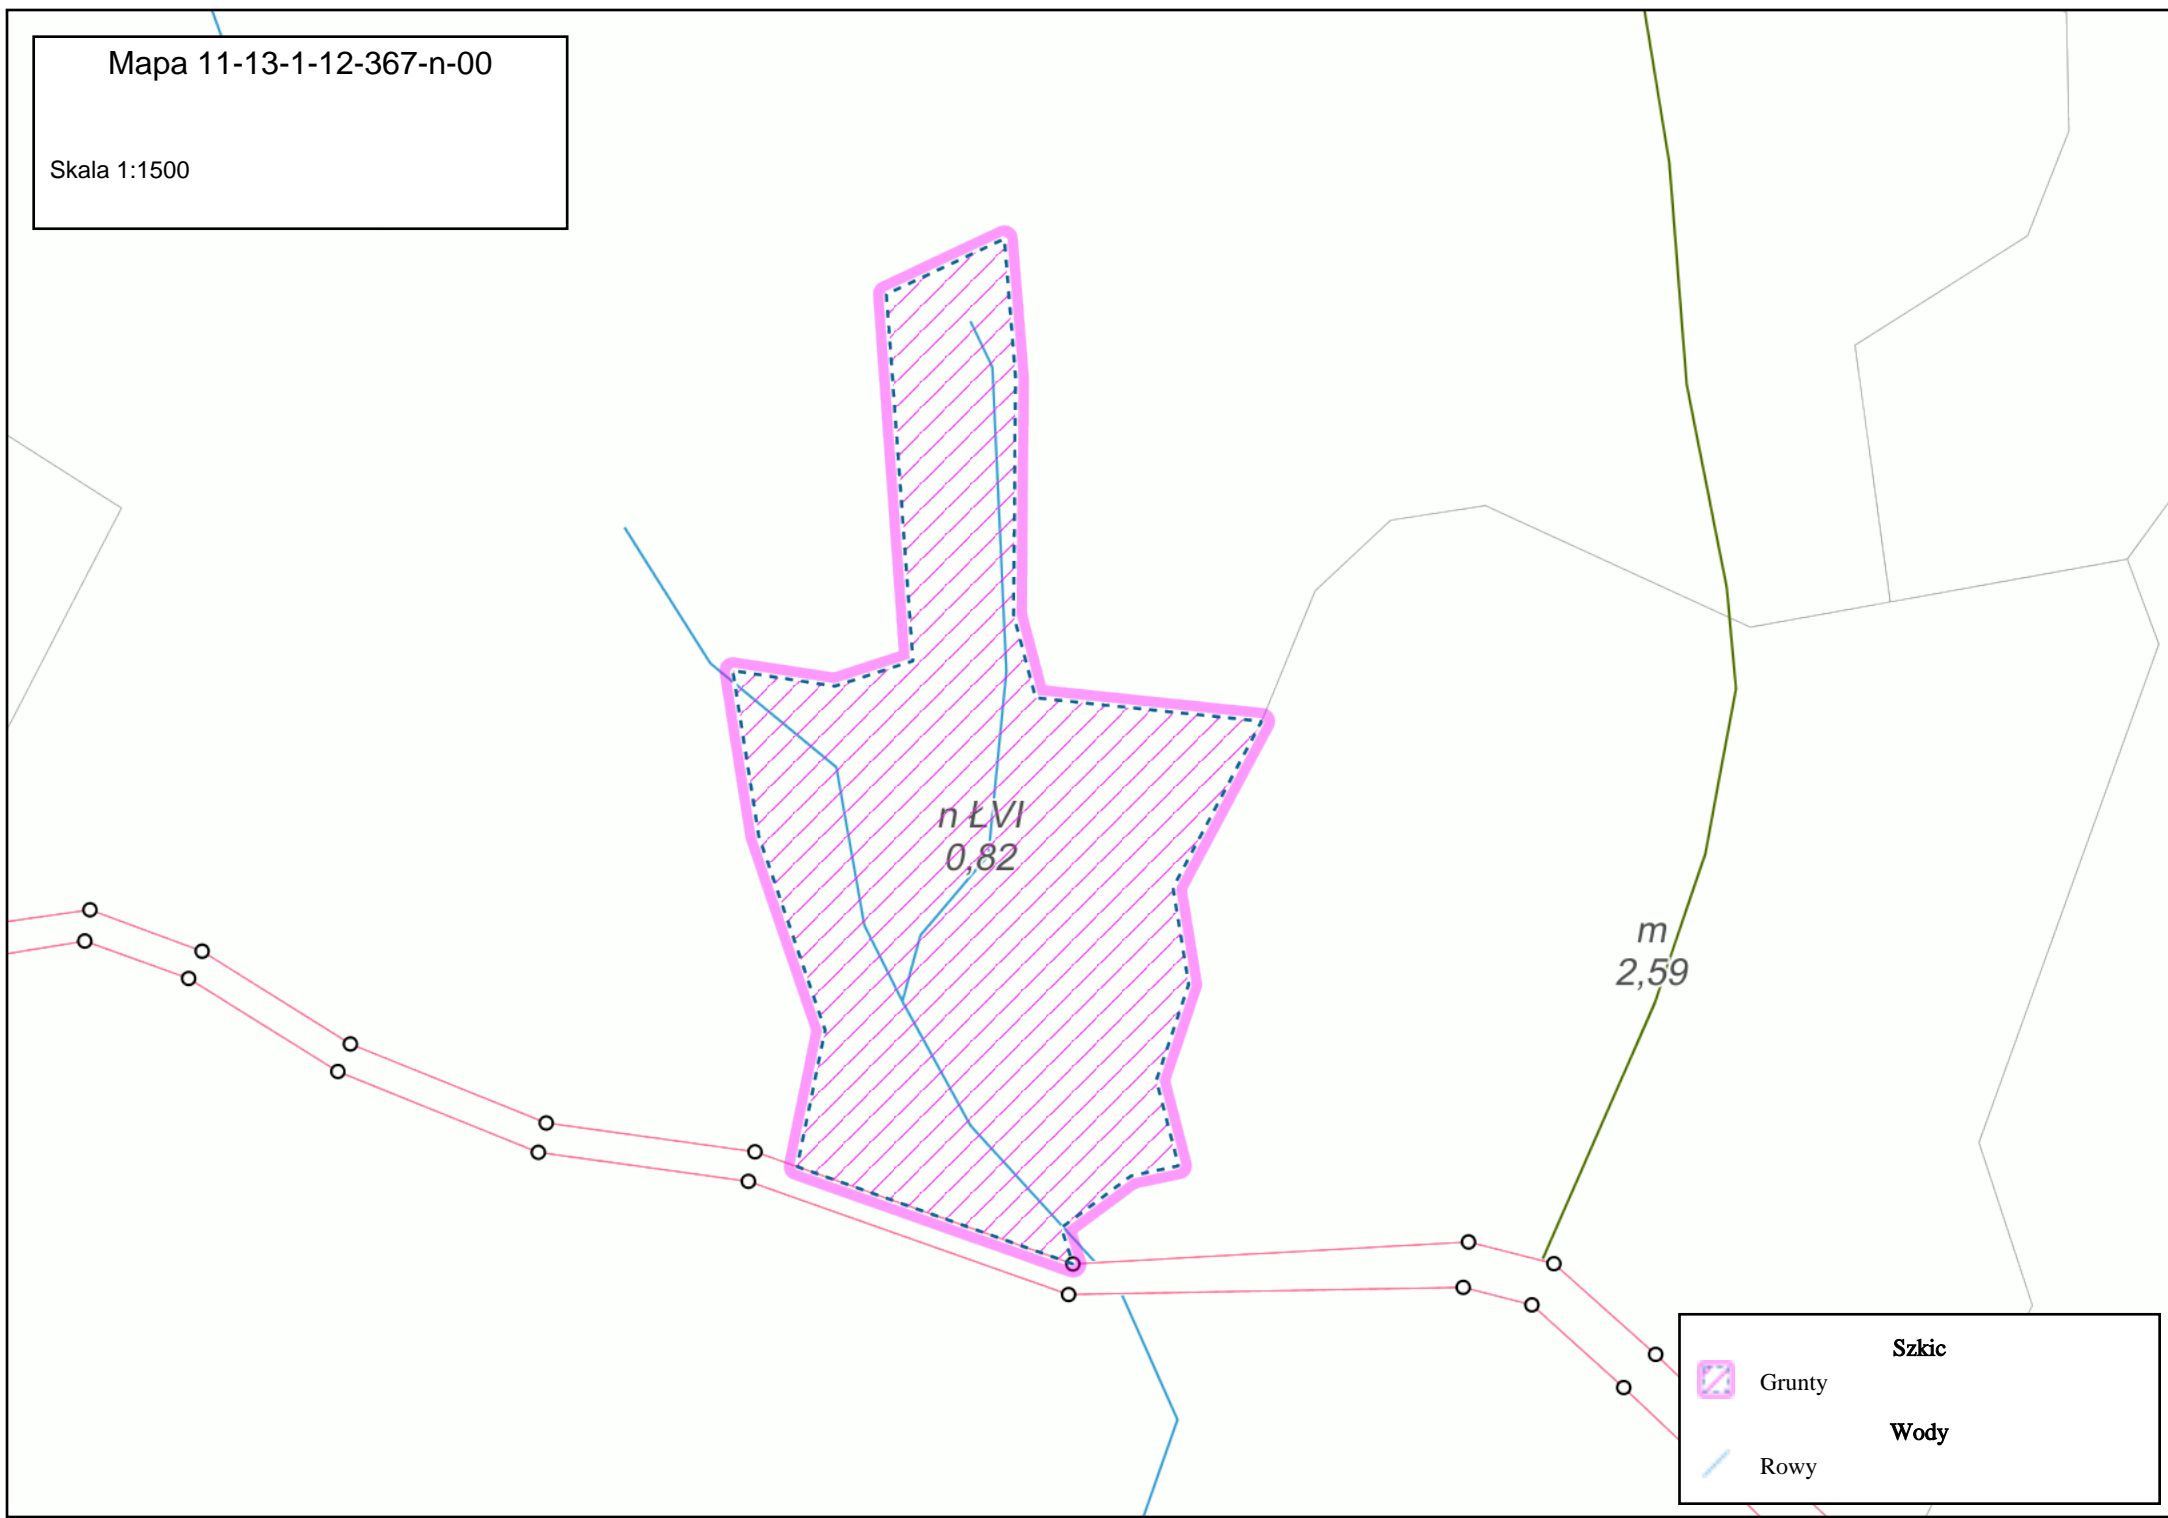 Mapa 11-13-1-12-367-n-00
Skala 1:1500
n ŁVI
0,82
m
2,59
Szkic
Grunty
Wody
Rowy